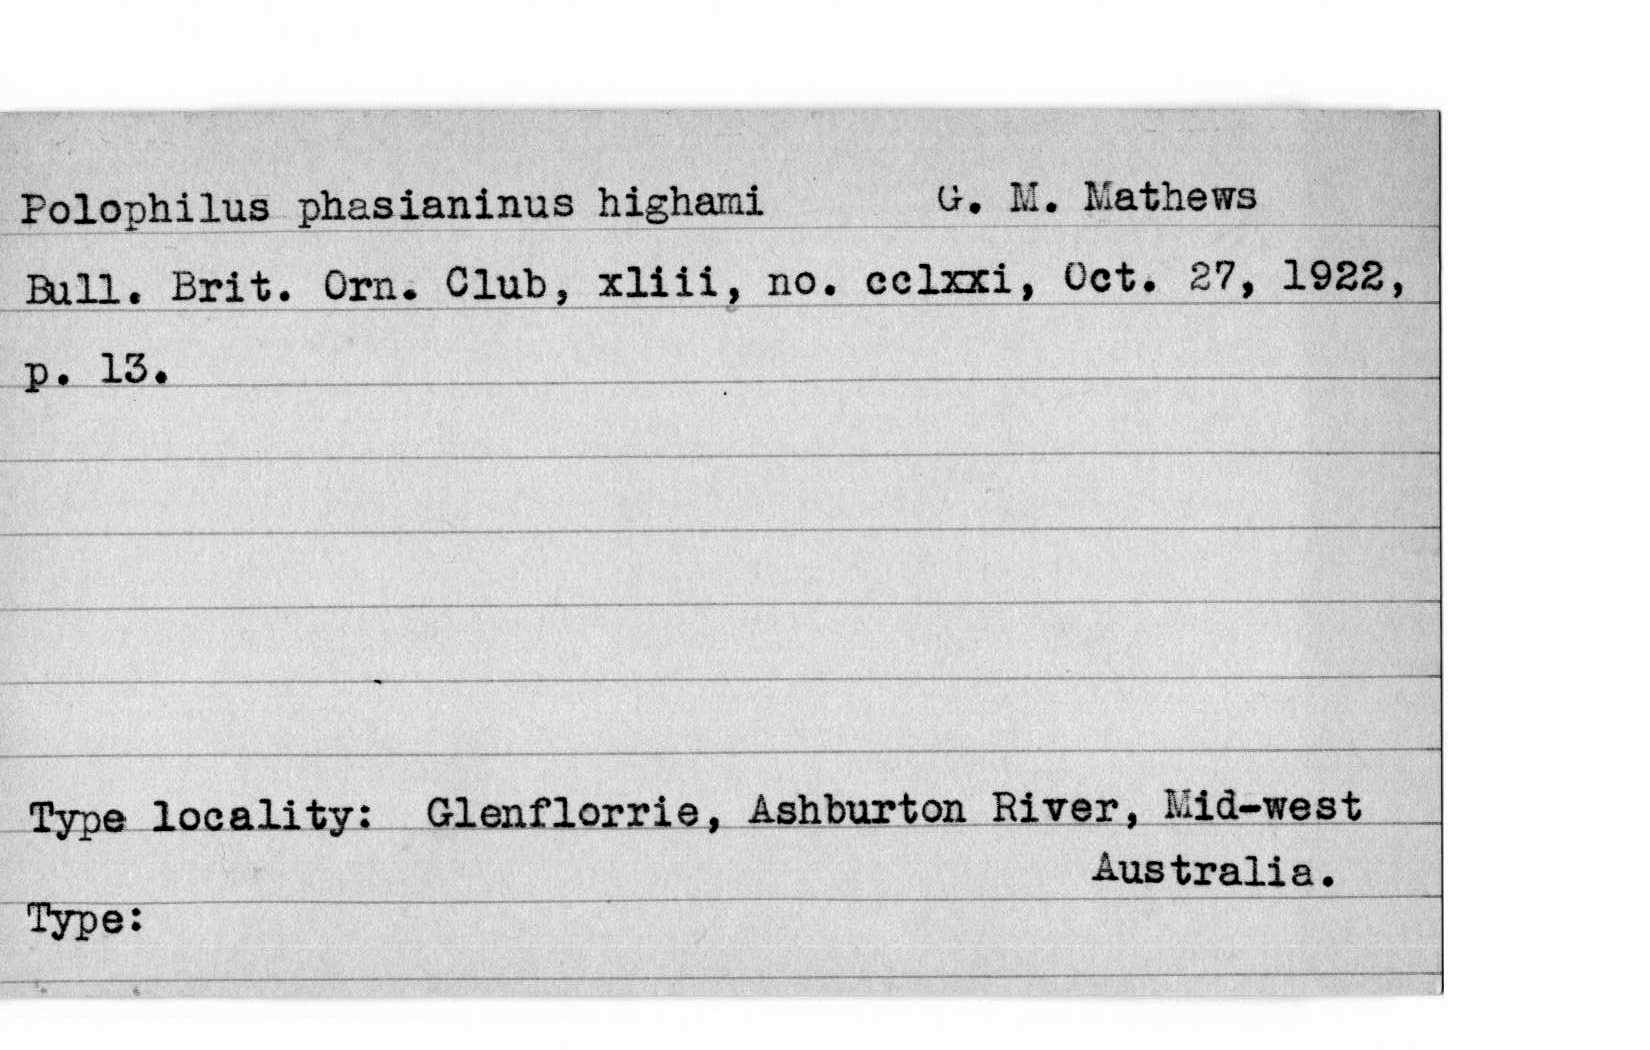 Polophilus phasianinus highami G. M. Mathews
Bull. Brit. Orn. Club, xliii, no. cclxxi, Oct. 27, 1922,
p. 13.
Type locality: Glenflorrie, Ashburton River, Mid-west
Australia.
Type: